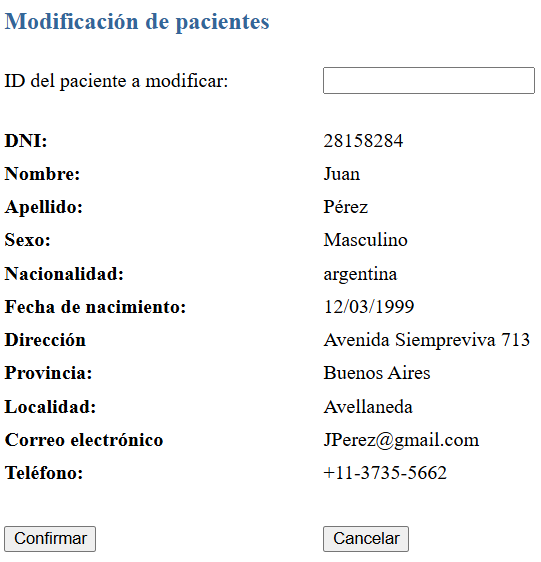 Modificación de pacientes
ID del paciente a modificar:
DNI: 28158284
Nombre: Juan
Apellido: Pérez
Sexo: Masculino
Nacionalidad: argentina
Fecha de nacimiento: 12/03/1999
Dirección Avenida Siempreviva 713
Provincia: Buenos Aires
Localidad: Avellaneda
Correo electrónico JPerez@gmail.com
Teléfono: +11-3735-5662
Confirmar Cancelar